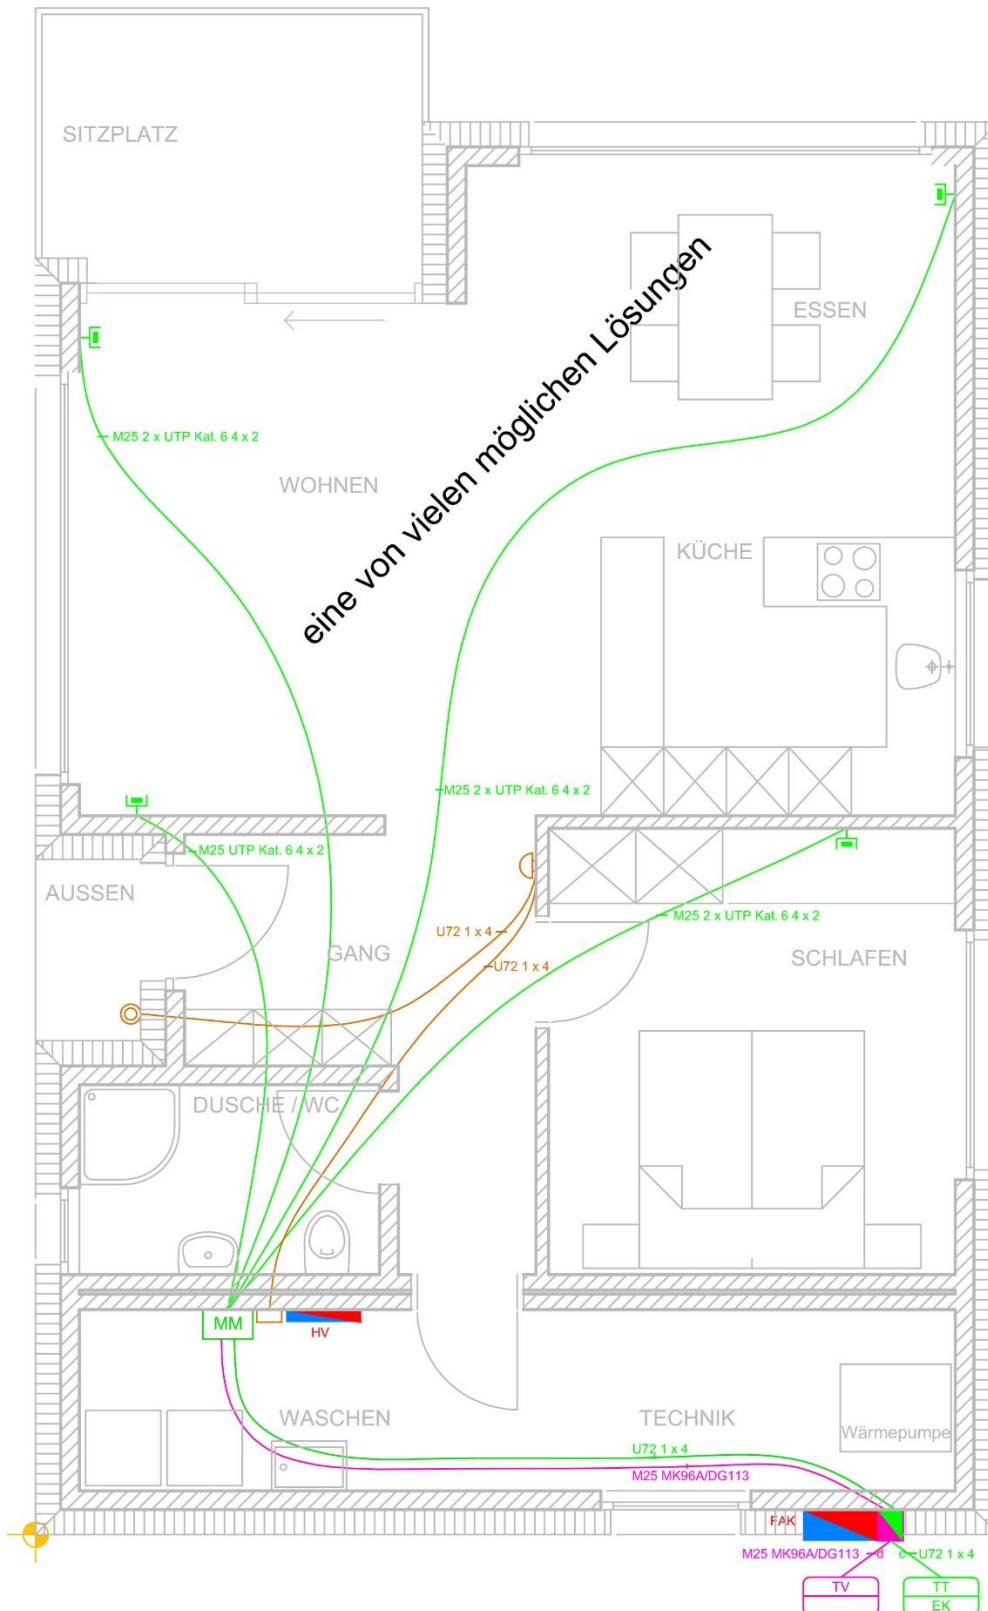 SITZPLATZ
ESSEN
eine von vielen möglichen Lösungen
M25 2 x UTP Kat. 6 4 x 2
WOHNEN
KÜCHE
M25 2 x UTP Kat. 6 4 x 2
M25 UTP Kat. 6 4 x 2
AUSSEN
M25 2 x UTP Kat. 6 4 x 2
U72 1 x 4
GANG
U72 1 x 4
SCHLAFEN
DUSCHE / WC
MM
HV
WASCHEN
TECHNIK
Wärmepumpe
U72 1 x 4
M25 MK96A/DG113
FAK
M25 MK96A/DG113 d c U72 1 x 4
TV
TT
EK